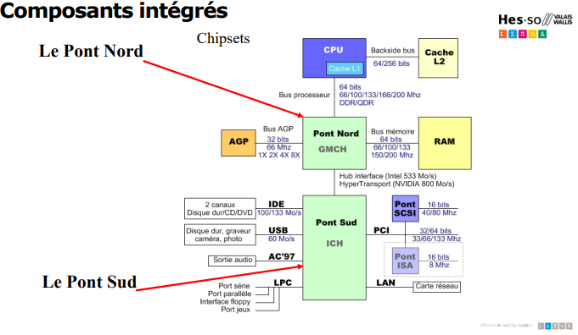 Composants intégrés
Hes·so VALAIS WALLIS
Chipsets
Le Pont Nord
CPU
Cache L1
Backside bus
64/256 bits
Cache
L2
Bus processeur
64 bits
66/100/133/166/200 Mhz
DDR/QDR
AGP
Bus AGP
32 bits
66 Mhz
1X 2X 4X 8X
Pont Nord
GMCH
Bus mémoire
64 bits
66/100/133
150/200 Mhz
RAM
Hub interface (Intel 533 Mo/s)
HyperTransport (NVIDIA 800 Mo/s)
2 canaux
Disque dur/CD/DVD
IDE
100/133 Mo/s
Disque dur, graveur
caméra, photo
USB
60 Mo/s
Sortie audio
AC'97
Pont Sud
ICH
Pont
SCSI
16 bits
40/80 Mhz
PCI
32/64 bits
33/66/133 Mhz
Pont
ISA
16 bits
8 Mhz
Le Pont Sud
LPC
Port série
Port parallèle
Interface floppy
Port jeux
LAN
Carte réseau